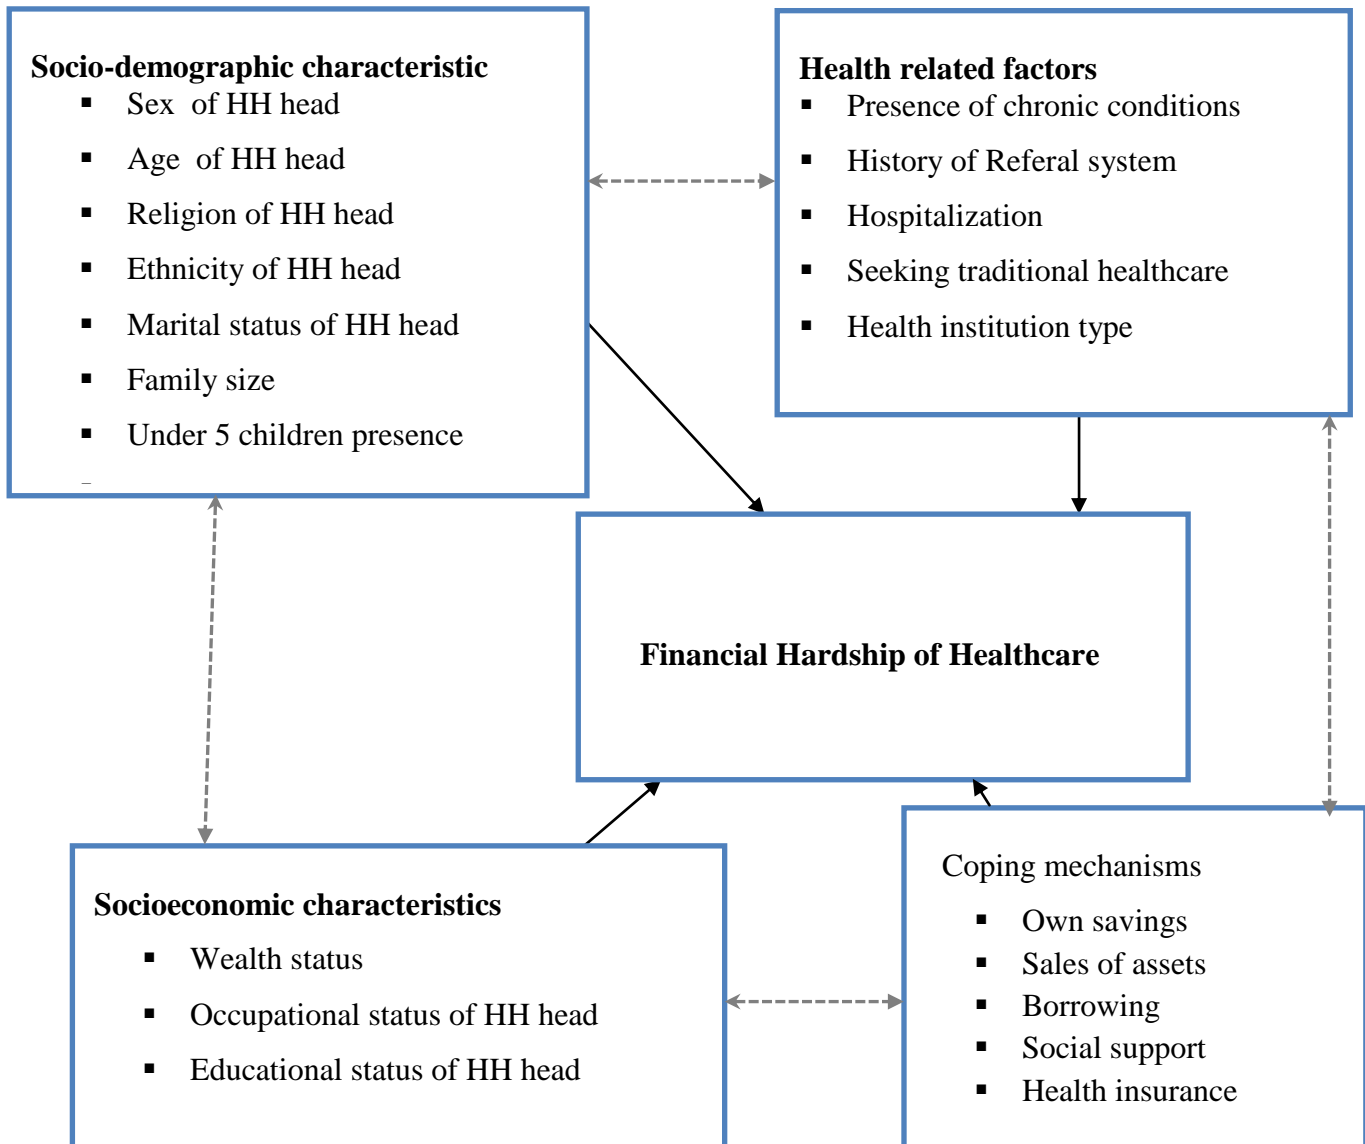 Socio-demographic characteristic
▪ Sex of HH head
▪ Age of HH head
▪ Religion of HH head
▪ Ethnicity of HH head
▪ Marital status of HH head
▪ Family size
▪ Under 5 children presence
Health related factors
▪ Presence of chronic conditions
▪ History of Referal system
▪ Hospitalization
▪ Seeking traditional healthcare
▪ Health institution type
Financial Hardship of Healthcare
Socioeconomic characteristics
▪ Wealth status
▪ Occupational status of HH head
▪ Educational status of HH head
Coping mechanisms
▪ Own savings
▪ Sales of assets
▪ Borrowing
▪ Social support
▪ Health insurance